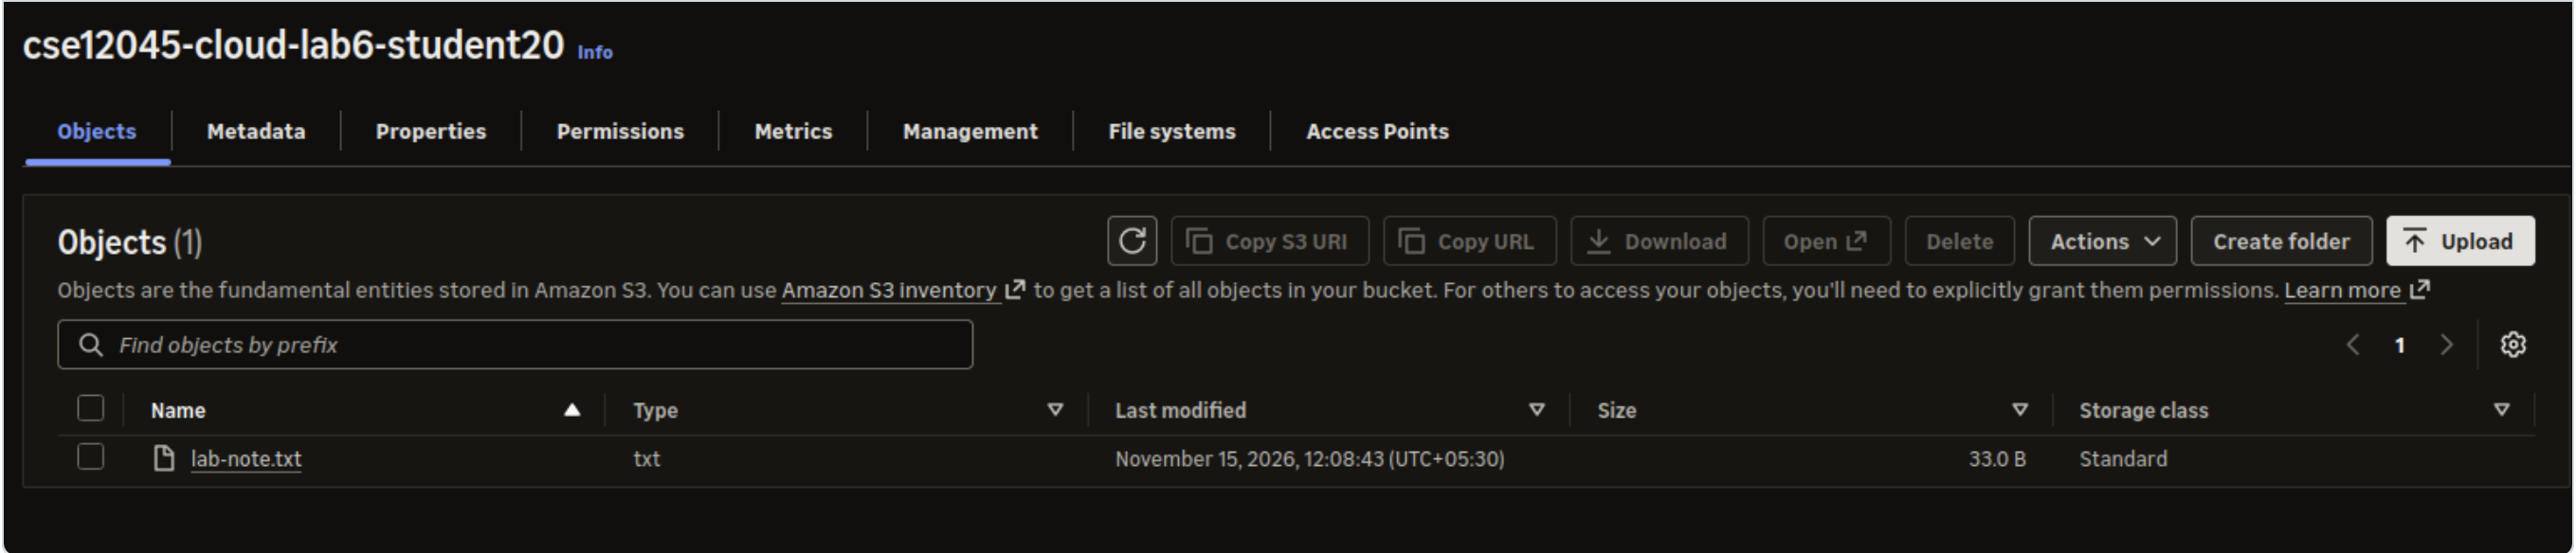 cse12045-cloud-lab6-student20 Info
Objects Metadata Properties Permissions Metrics Management File systems Access Points
Objects (1) Copy S3 URI Copy URL Download Open Delete Actions Create folder Upload
Objects are the fundamental entities stored in Amazon S3. You can use Amazon S3 inventory to get a list of all objects in your bucket. For others to access your objects, you'll need to explicitly grant them permissions. Learn more
Find objects by prefix 1
Name Type Last modified Size Storage class
lab-note.txt txt November 15, 2026, 12:08:43 (UTC+05:30) 33.0 B Standard